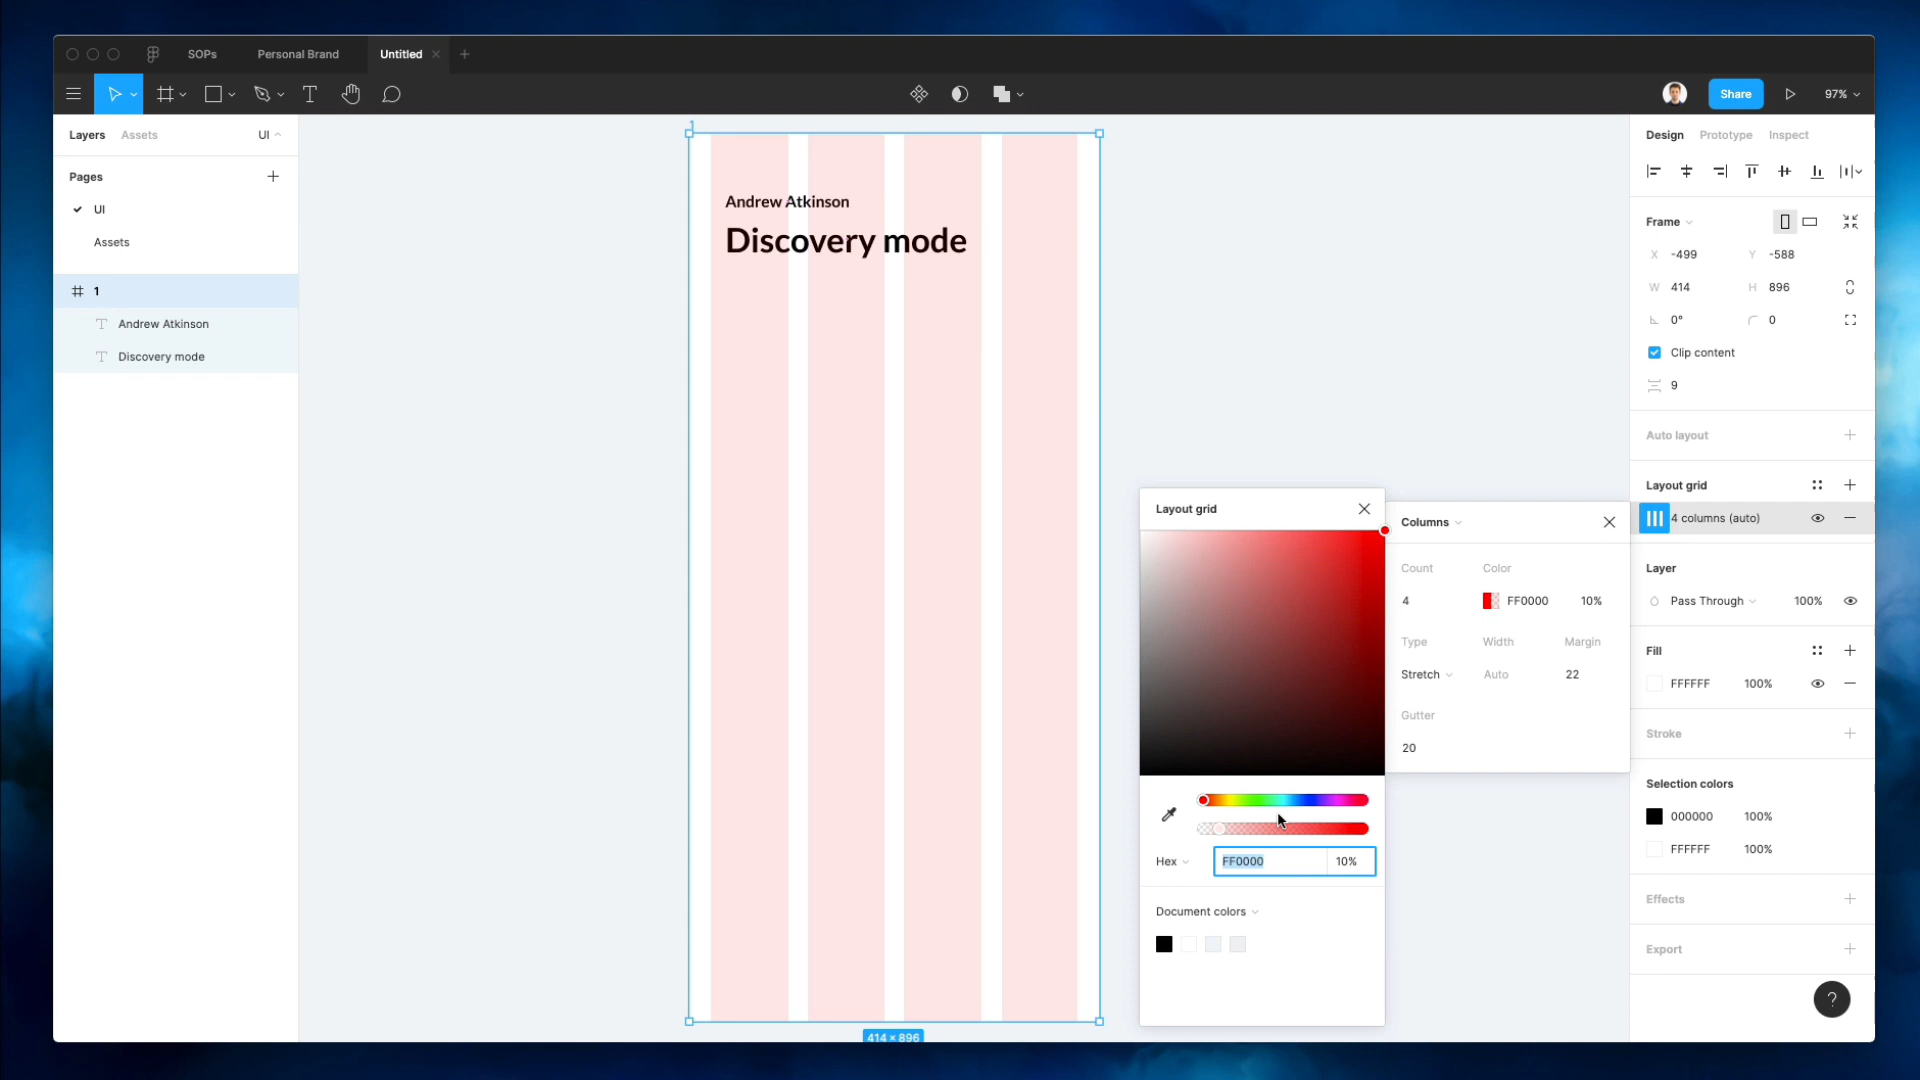 SOPs
Personal Brand
Untitled
Share
97%
Layers
Assets
UI
Pages
UI
Assets
1
Andrew Atkinson
Discovery mode
1
Andrew Atkinson
Discovery mode
414 × 896
Layout grid
Hex
FF0000
10%
Document colors
Columns
Count
Color
4
FF0000
10%
Type
Width
Margin
Stretch
Auto
22
Gutter
20
Design
Prototype
Inspect
Frame
X
-499
Y
-588
W
414
H
896
0°
0
Clip content
9
Auto layout
Layout grid
4 columns (auto)
Layer
Pass Through
100%
Fill
FFFFFF
100%
Stroke
Selection colors
000000
100%
FFFFFF
100%
Effects
Export
?